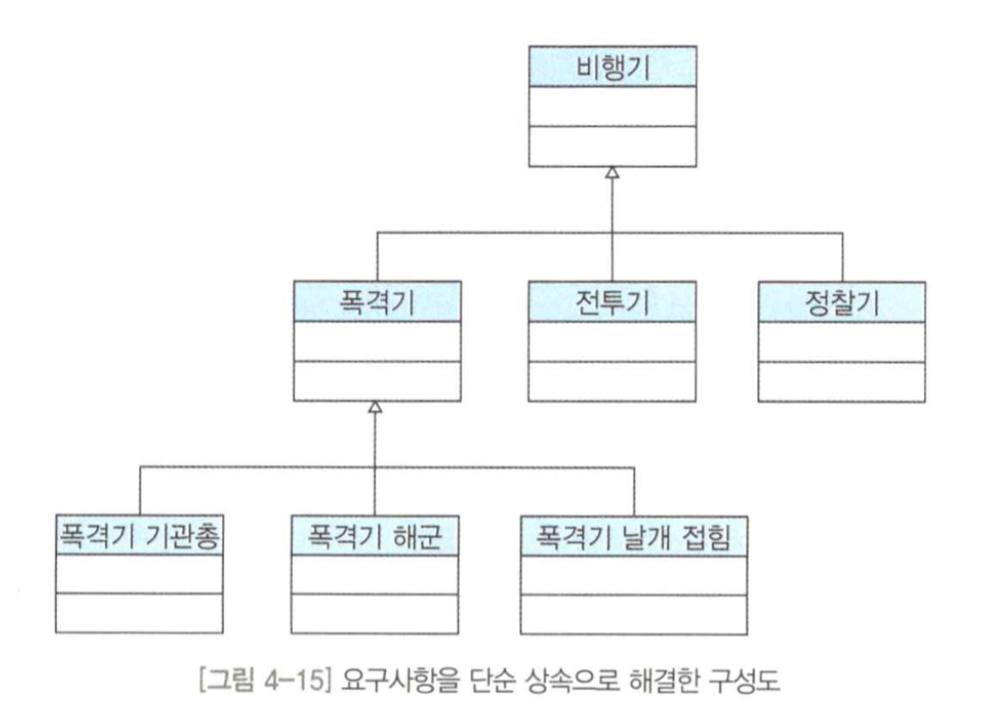 비행기
폭격기 전투기 정찰기
폭격기 기관총 폭격기 해군 폭격기 날개 접힘
[그림 4-15] 요구사항을 단순 상속으로 해결한 구성도